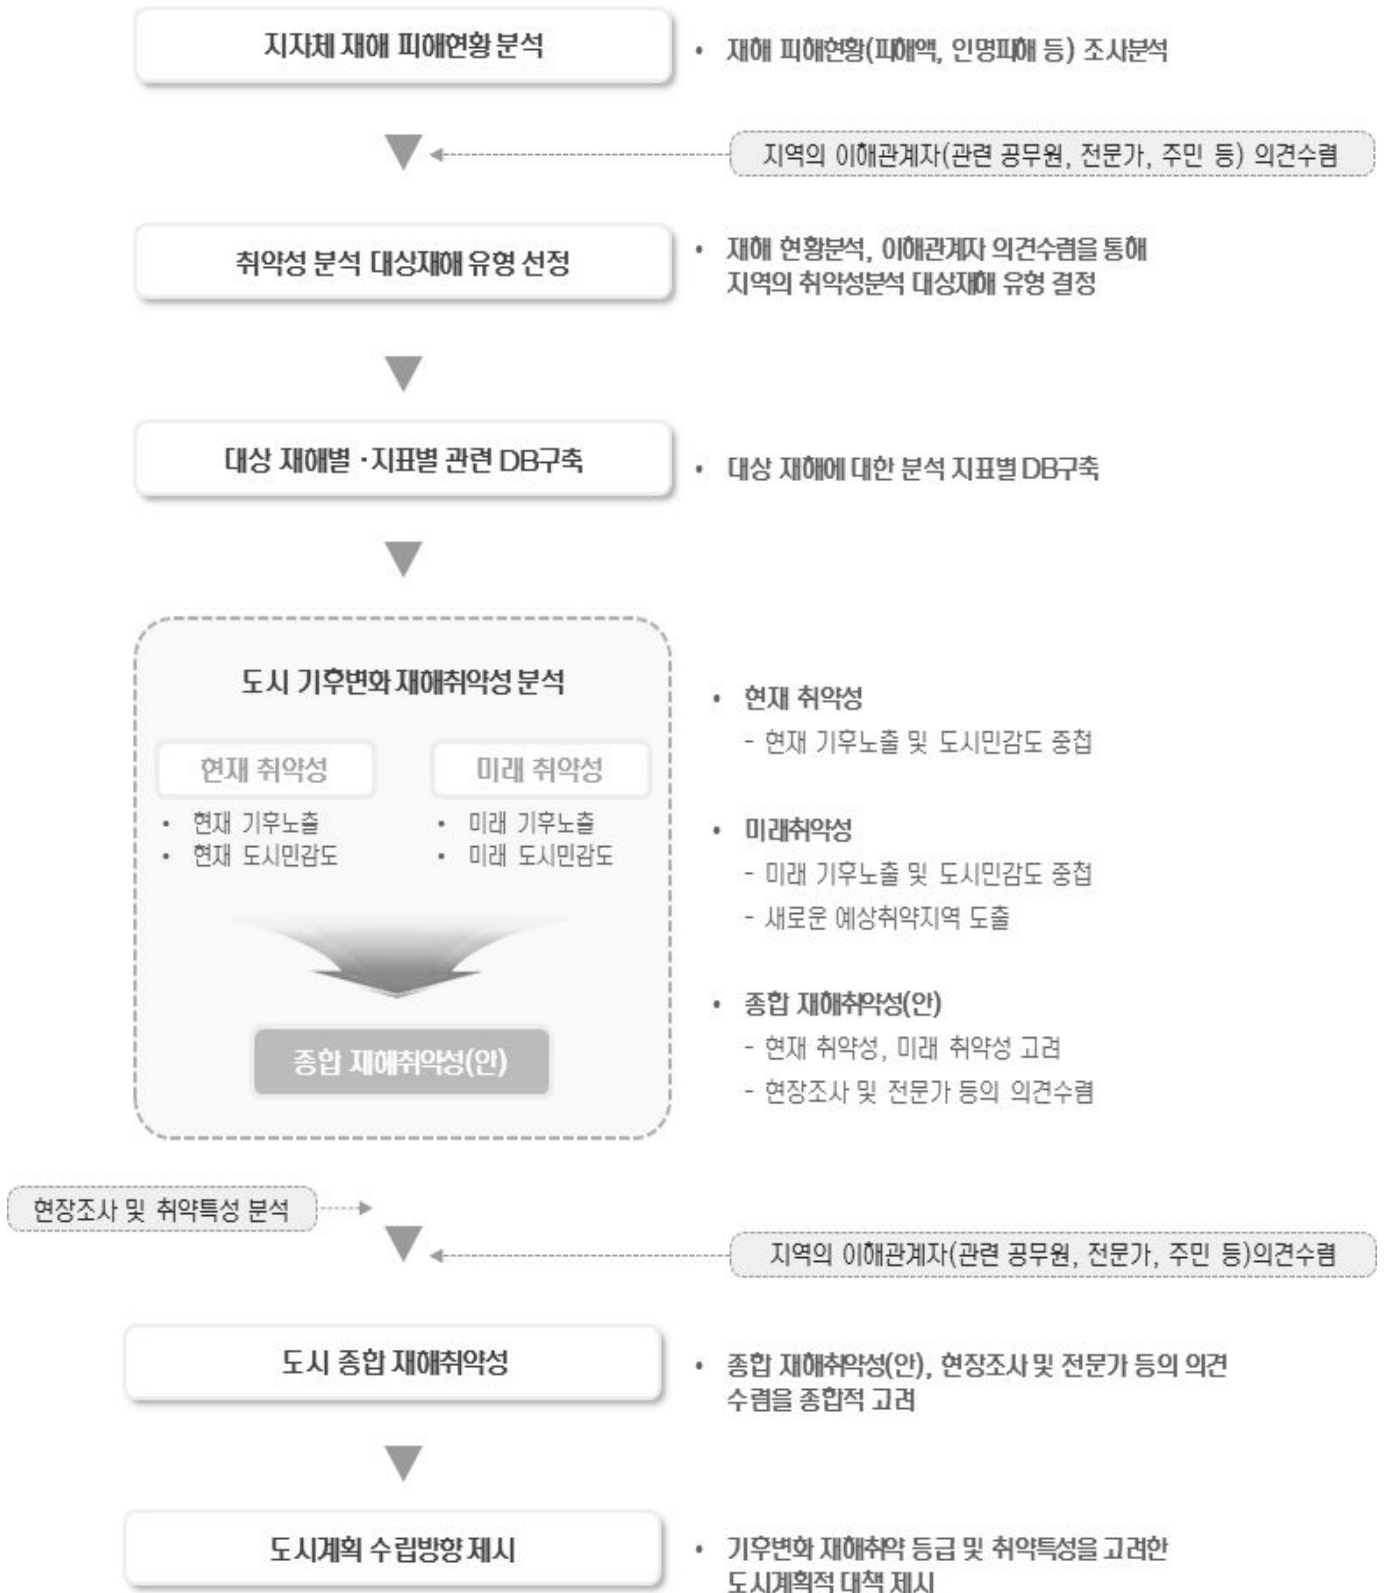 지자체 재해 피해현황 분석
• 재해 피해현황(피해액, 인명피해 등) 조사분석
지역의 이해관계자(관련 공무원, 전문가, 주민 등) 의견수렴
취약성 분석 대상재해 유형 선정
• 재해 현황분석, 이해관계자 의견수렴을 통해
지역의 취약성분석 대상재해 유형 결정
대상 재해별 ·지표별 관련 DB구축
• 대상 재해에 대한 분석 지표별 DB구축
도시 기후변화 재해취약성 분석
현재 취약성
• 현재 기후노출
• 현재 도시민감도
미래 취약성
• 미래 기후노출
• 미래 도시민감도
종합 재해취약성(안)
• 현재 취약성
- 현재 기후노출 및 도시민감도 중첩
• 미래취약성
- 미래 기후노출 및 도시민감도 중첩
- 새로운 예상취약지역 도출
• 종합 재해취약성(안)
- 현재 취약성, 미래 취약성 고려
- 현장조사 및 전문가 등의 의견수렴
현장조사 및 취약특성 분석
지역의 이해관계자(관련 공무원, 전문가, 주민 등)의견수렴
도시 종합 재해취약성
• 종합 재해취약성(안), 현장조사 및 전문가 등의 의견
수렴을 종합적 고려
도시계획 수립방향 제시
• 기후변화 재해취약 등급 및 취약특성을 고려한
도시계획적 대책 제시